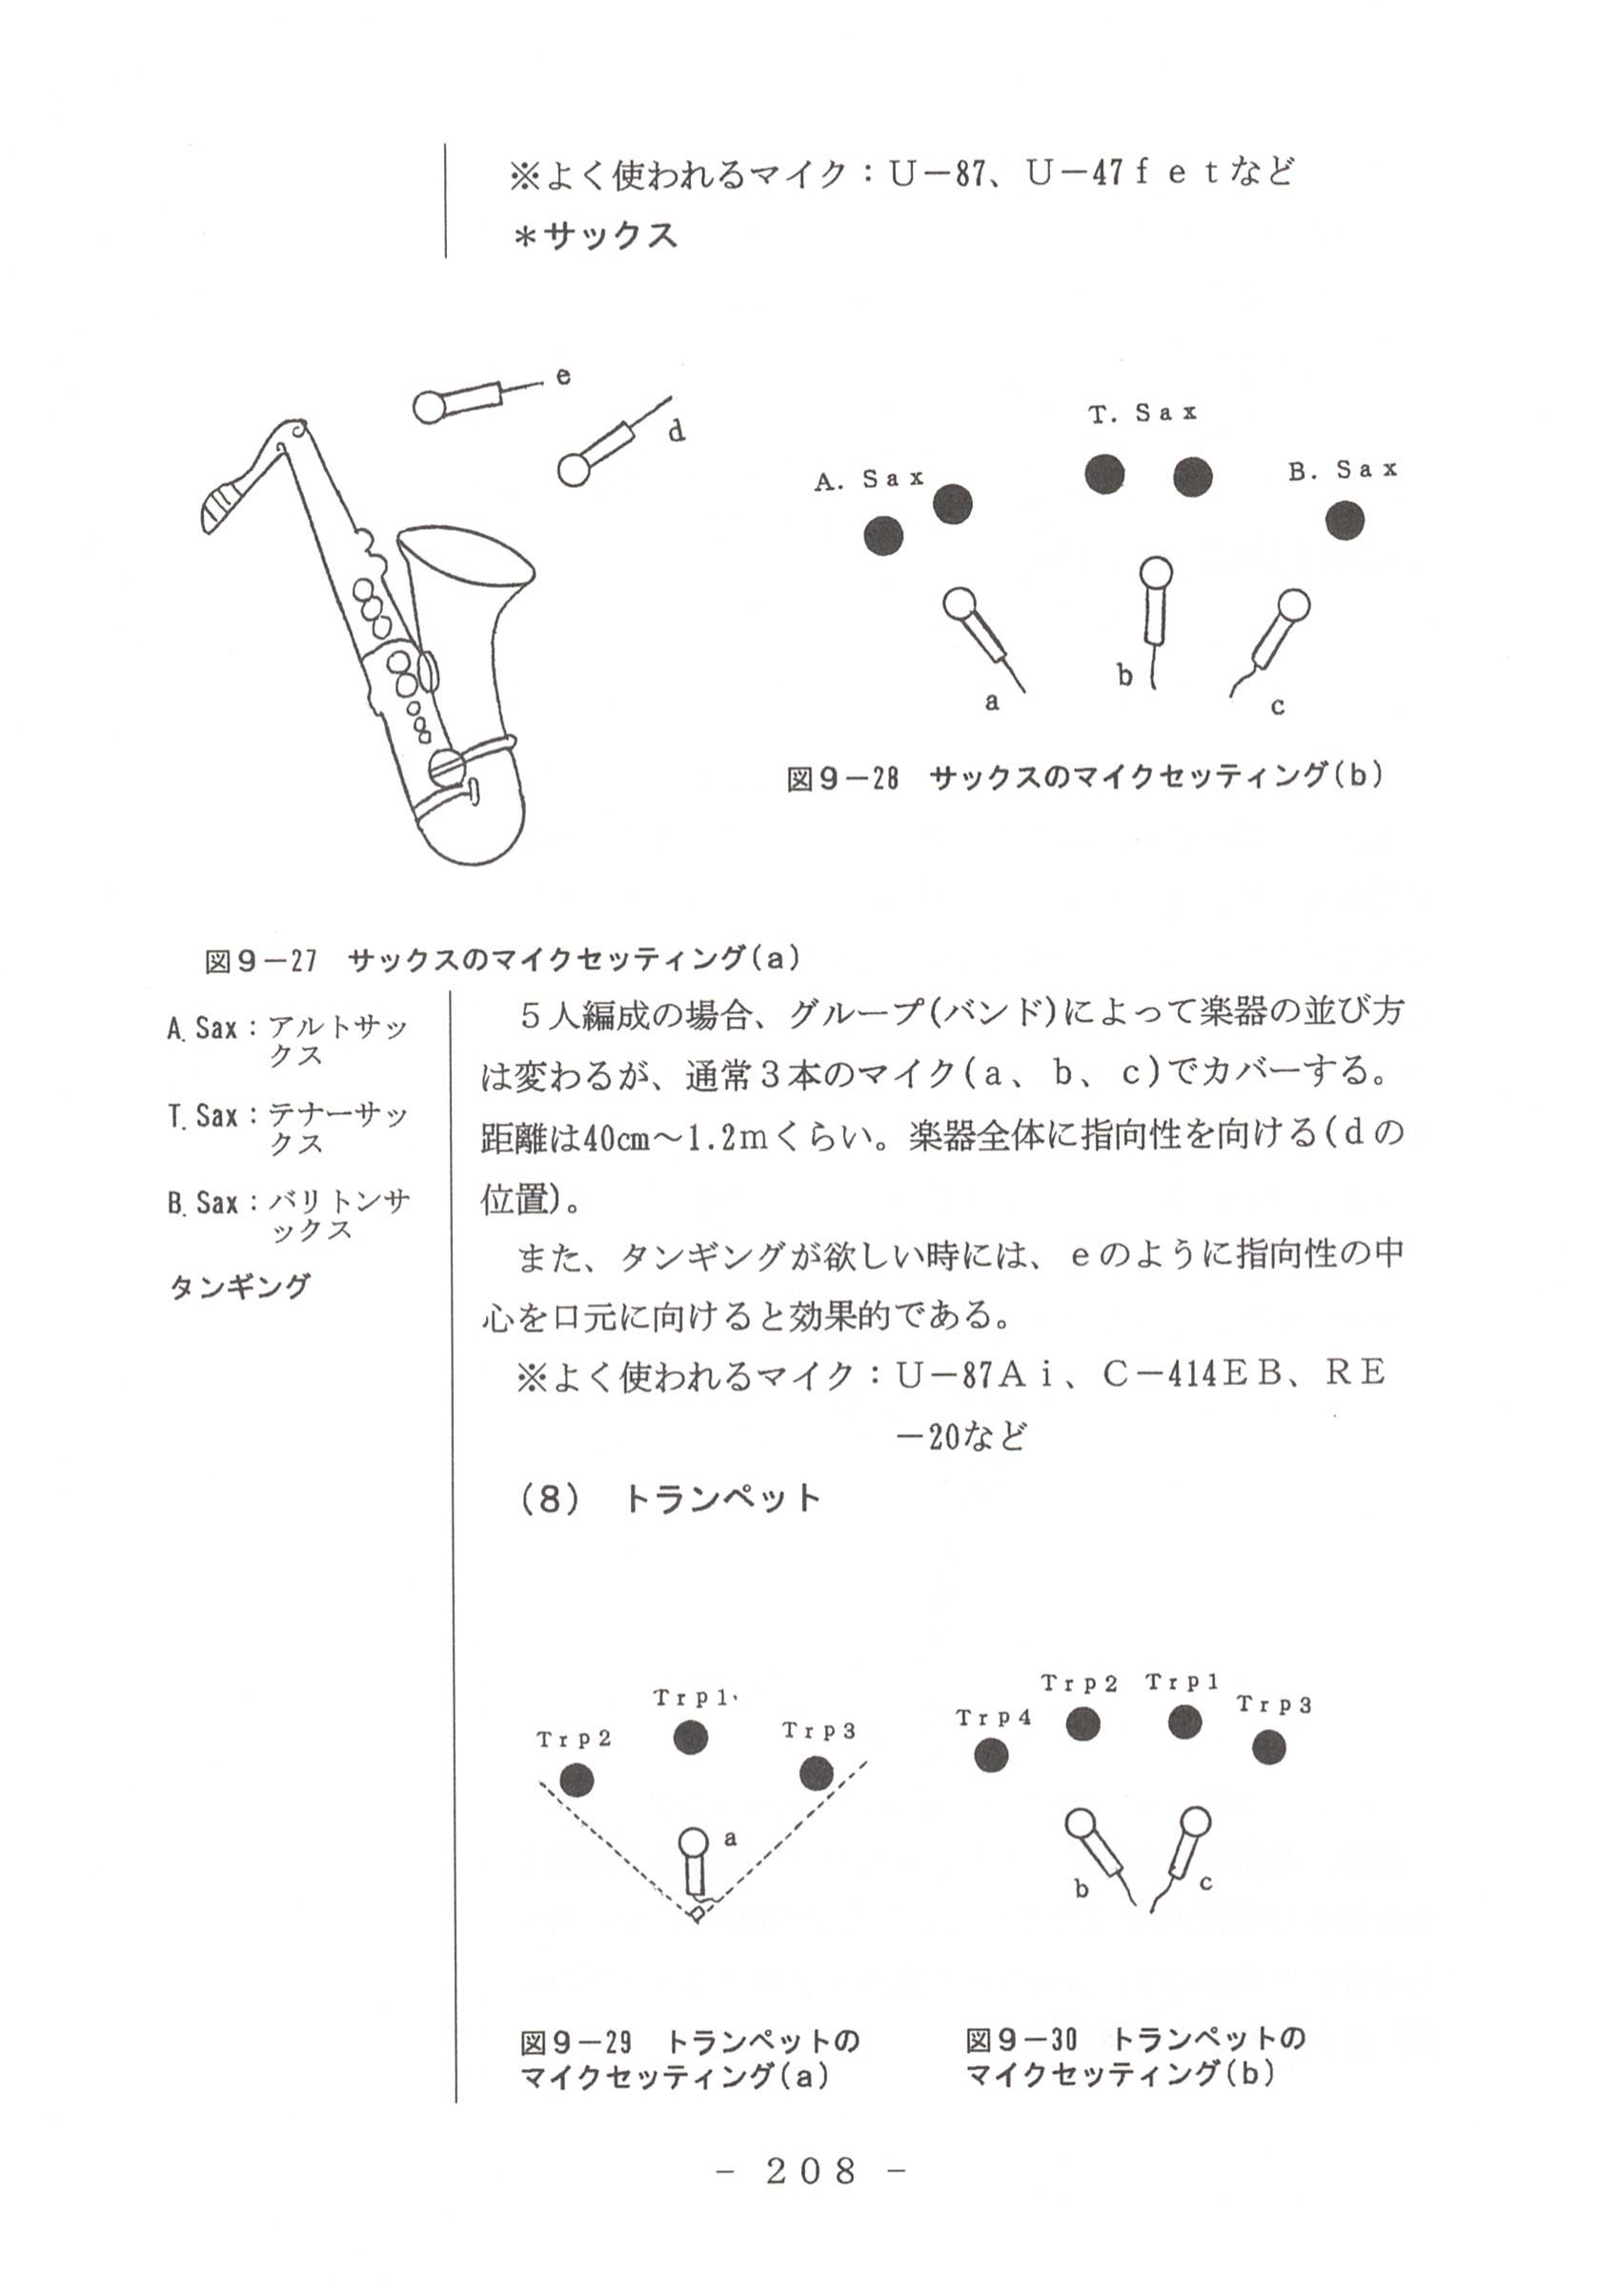 ※よく使われるマイク：U－87、U－47ｆｅｔなど
＊サックス
e
d
T. Sax
A. Sax
B. Sax
a
b
c
図9－28　サックスのマイクセッティング(b)
図9－27　サックスのマイクセッティング(a)
A. Sax：アルトサッ
クス
T. Sax：テナーサッ
クス
B. Sax：バリトンサ
ックス
タンギング
５人編成の場合、グループ(バンド)によって楽器の並び方
は変わるが、通常３本のマイク(a、b、c)でカバーする。
距離は40㎝～1.2ｍくらい。楽器全体に指向性を向ける(dの
位置)。
また、タンギングが欲しい時には、eのように指向性の中
心を口元に向けると効果的である。
※よく使われるマイク：U－87Ai、C－414EB、RE
－20など
(8)　トランペット
Trp1
Trp2
Trp3
a
Trp2
Trp1
Trp4
Trp3
b
c
図9－29　トランペットの
マイクセッティング(a)
図9－30　トランペットの
マイクセッティング(b)
- 208 -